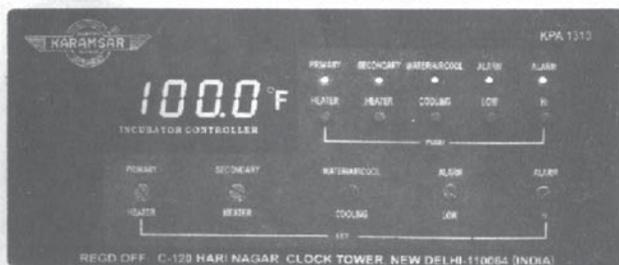 KARAMSAR
KPA 1313
PRIMARY SECONDARY WATER/AIRCOOL ALARM ALARM
100.0 °F
HEATER HEATER COOLING LOW HI
INCUBATOR CONTROLLER
PRIMARY SECONDARY WATER/AIRCOOL ALARM ALARM
HEATER HEATER COOLING LOW
SET
REGD.OFF: C-120 HARI NAGAR, CLOCK TOWER, NEW DELHI-110064 (INDIA)